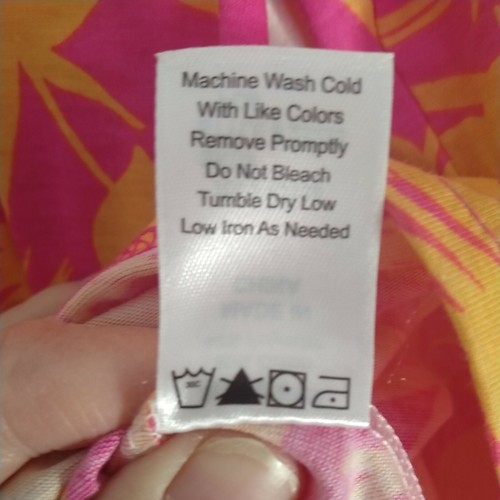 Machine Wash Cold
With Like Colors
Remove Promptly
Do Not Bleach
Tumble Dry Low
Low Iron As Needed